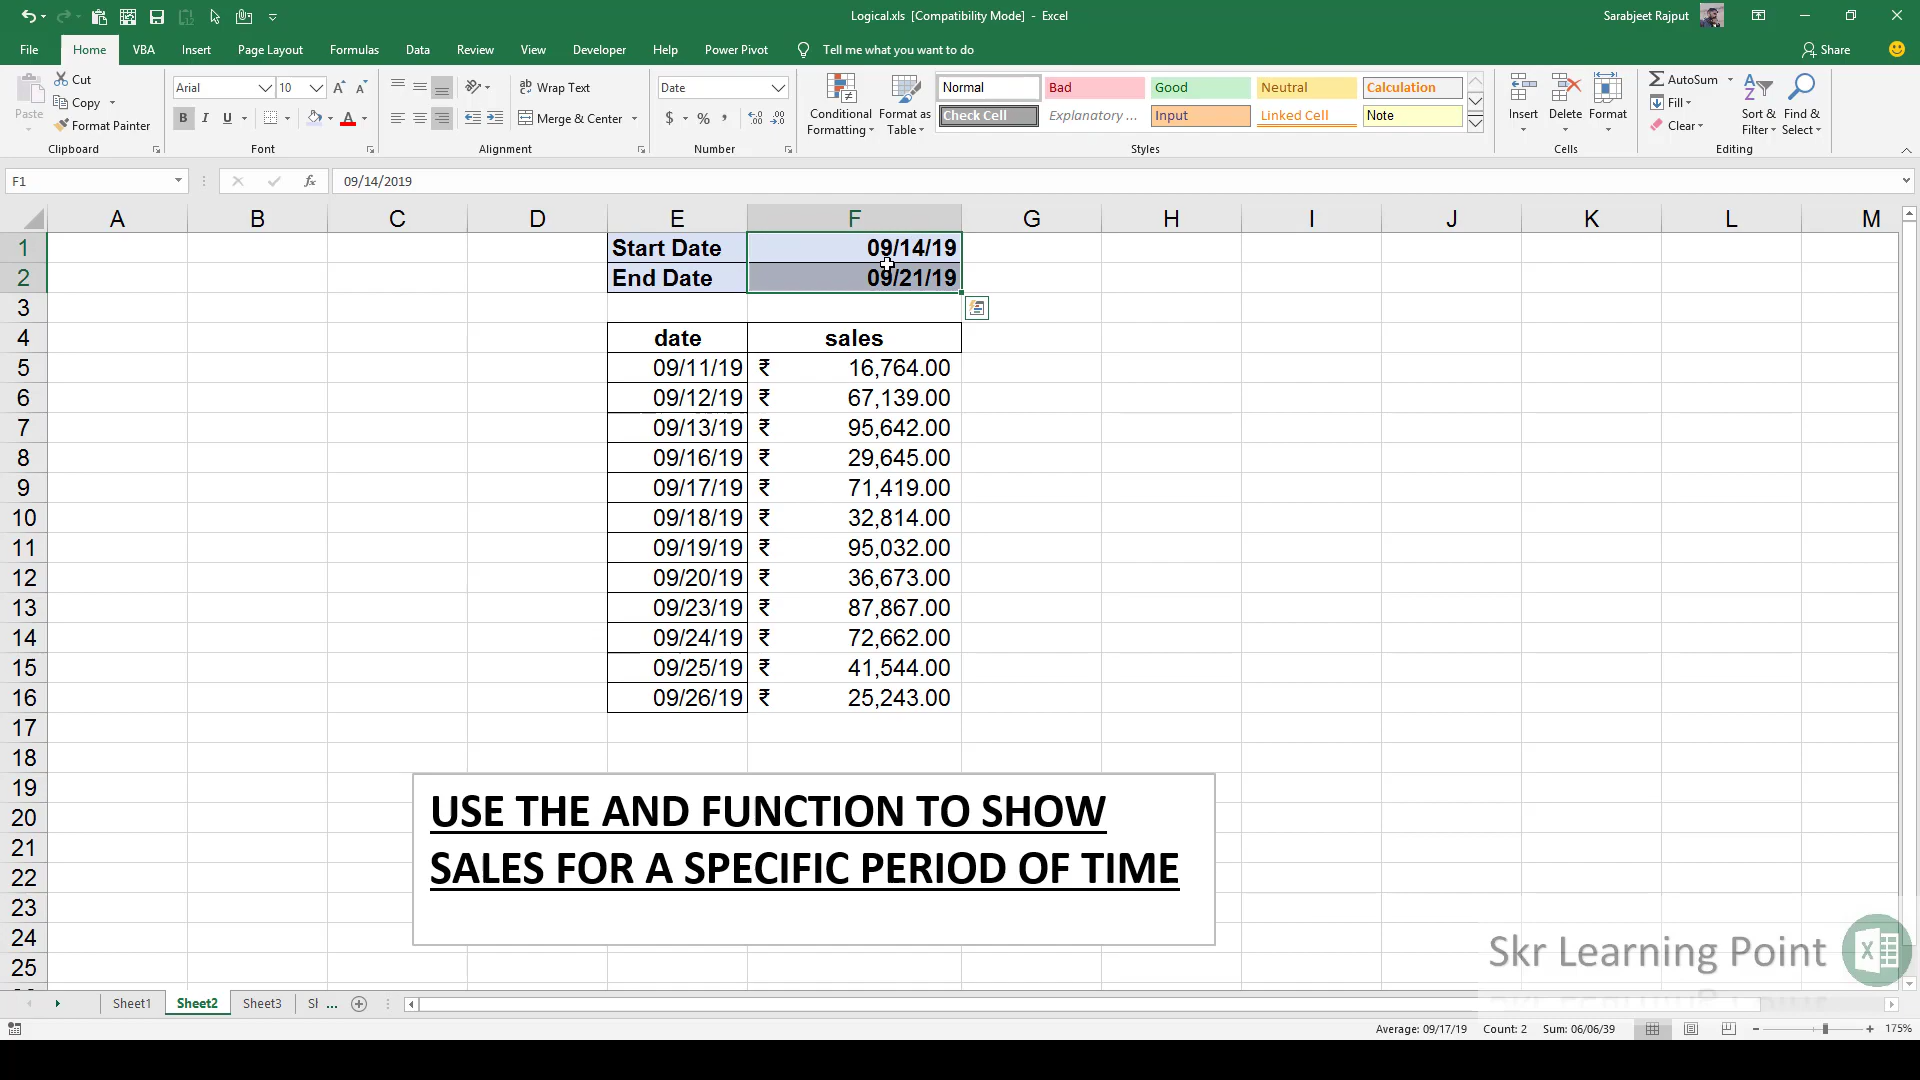 Logical.xls [Compatibility Mode] - Excel
Sarabjeet Rajput
File Home VBA Insert Page Layout Formulas Data Review View Developer Help Power Pivot Tell me what you want to do Share
Paste
Cut
Copy
Format Painter
Clipboard
Arial 10
B I U
Font
Wrap Text
Merge & Center
Alignment
Date
$ % ,
Number
Conditional Formatting
Format as Table
Normal Bad Good Neutral Calculation
Check Cell Explanatory ... Input Linked Cell Note
Styles
Insert Delete Format
Cells
AutoSum
Fill
Clear
Sort & Filter
Find & Select
Editing
F1 fx 09/14/2019
A B C D E F G H I J K L M
1 Start Date 09/14/19
2 End Date 09/21/19
3
4 date sales
5 09/11/19 ₹ 16,764.00
6 09/12/19 ₹ 67,139.00
7 09/13/19 ₹ 95,642.00
8 09/16/19 ₹ 29,645.00
9 09/17/19 ₹ 71,419.00
10 09/18/19 ₹ 32,814.00
11 09/19/19 ₹ 95,032.00
12 09/20/19 ₹ 36,673.00
13 09/23/19 ₹ 87,867.00
14 09/24/19 ₹ 72,662.00
15 09/25/19 ₹ 41,544.00
16 09/26/19 ₹ 25,243.00
17
18
19
20
21
22
23
24
25
USE THE AND FUNCTION TO SHOW
SALES FOR A SPECIFIC PERIOD OF TIME
Skr Learning Point
Sheet1 Sheet2 Sheet3 Sl ...
Average: 09/17/19 Count: 2 Sum: 06/06/39 175%